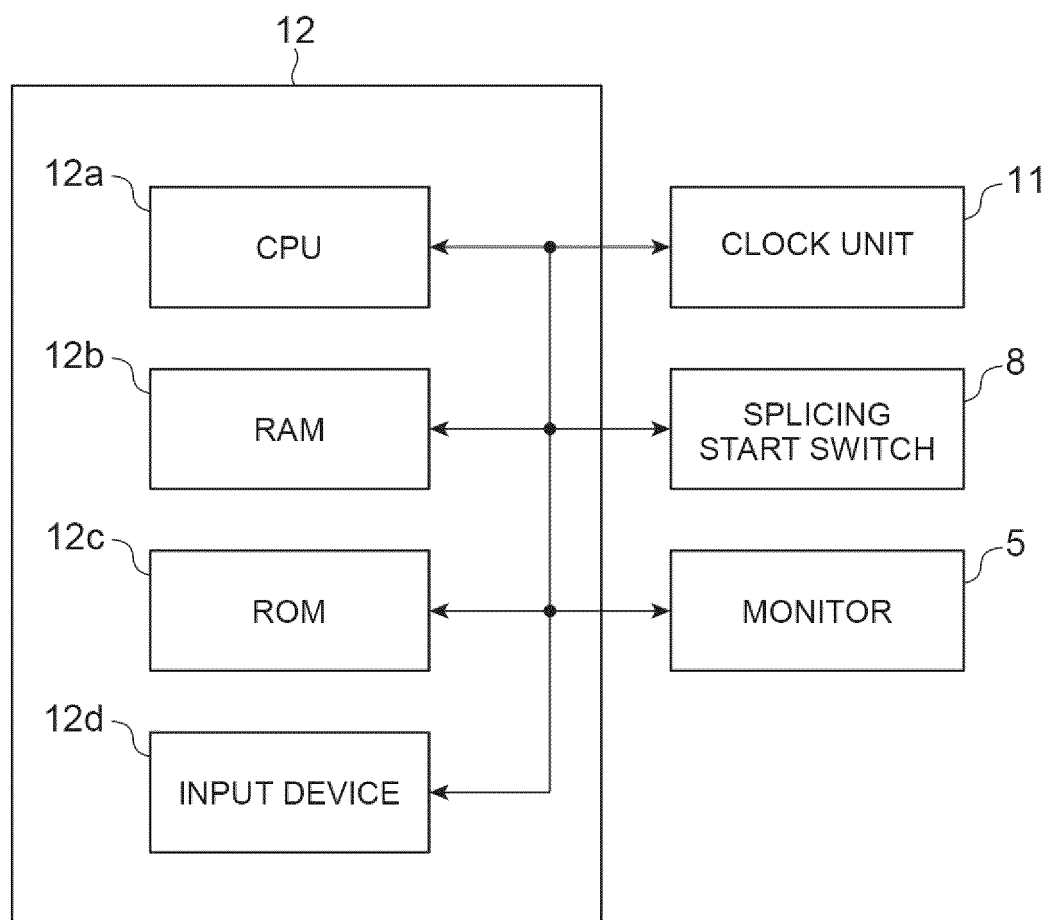 12
12a
CPU
11
CLOCK UNIT
12b
RAM
8
SPLICING
START SWITCH
12c
ROM
5
MONITOR
12d
INPUT DEVICE